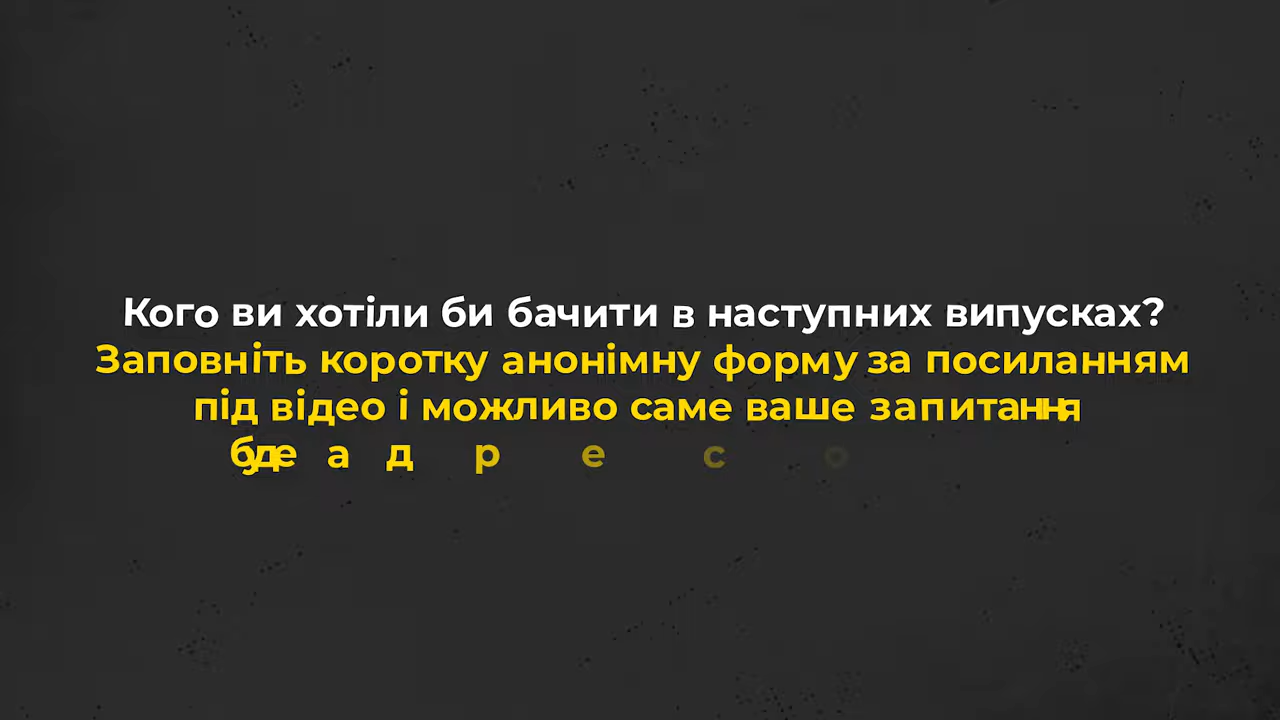 Кого ви хотіли би бачити в наступних випусках?
Заповніть коротку анонімну форму за посиланням
під відео і можливо саме ваше запитання
буде а д р е с о